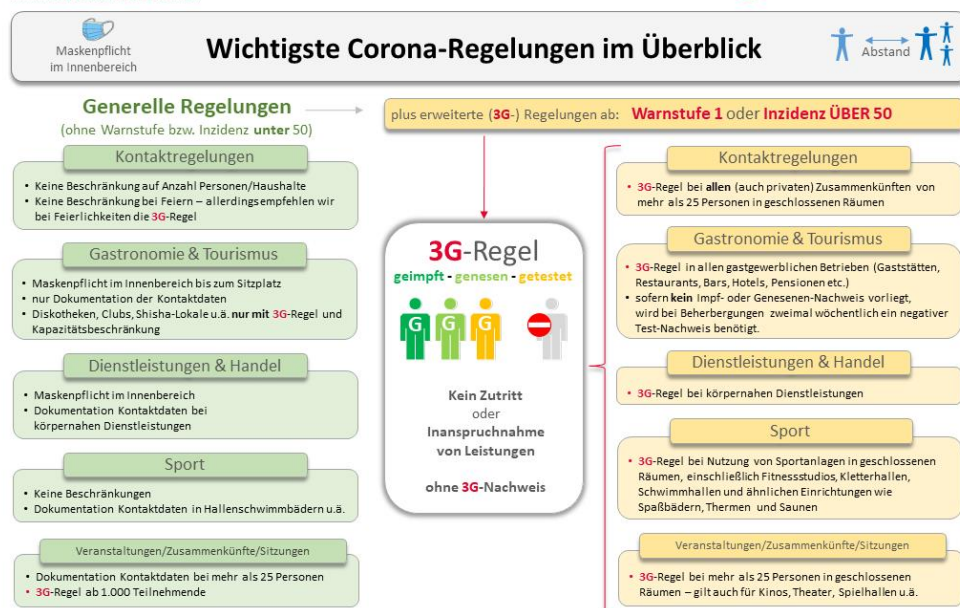 Maskenpflicht
im Innenbereich
Wichtigste Corona-Regelungen im Überblick
Abstand
Generelle Regelungen
(ohne Warnstufe bzw. Inzidenz unter 50)
plus erweiterte (3G-) Regelungen ab: Warnstufe 1 oder Inzidenz ÜBER 50
Kontaktregelungen
• Keine Beschränkung auf Anzahl Personen/Haushalte
• Keine Beschränkung bei Feiern – allerdings empfehlen wir
bei Feierlichkeiten die 3G-Regel
Gastronomie & Tourismus
• Maskenpflicht im Innenbereich bis zum Sitzplatz
• nur Dokumentation der Kontaktdaten
• Diskotheken, Clubs, Shisha-Lokale u.ä. nur mit 3G-Regel und
Kapazitätsbeschränkung
Dienstleistungen & Handel
• Maskenpflicht im Innenbereich
• Dokumentation Kontaktdaten bei
körpernahen Dienstleistungen
Sport
• Keine Beschränkungen
• Dokumentation Kontaktdaten in Hallenschwimmbädern u.ä.
Veranstaltungen/Zusammenkünfte/Sitzungen
• Dokumentation Kontaktdaten bei mehr als 25 Personen
• 3G-Regel ab 1.000 Teilnehmende
3G-Regel
geimpft - genesen - getestet
G G G
Kein Zutritt
oder
Inanspruchnahme
von Leistungen
ohne 3G-Nachweis
Kontaktregelungen
• 3G-Regel bei allen (auch privaten) Zusammenkünften von
mehr als 25 Personen in geschlossenen Räumen
Gastronomie & Tourismus
• 3G-Regel in allen gastgewerblichen Betrieben (Gaststätten,
Restaurants, Bars, Hotels, Pensionen etc.)
• sofern kein Impf- oder Genesenen-Nachweis vorliegt,
wird bei Beherbergungen zweimal wöchentlich ein negativer
Test-Nachweis benötigt.
Dienstleistungen & Handel
• 3G-Regel bei körpernahen Dienstleistungen
Sport
• 3G-Regel bei Nutzung von Sportanlagen in geschlossenen
Räumen, einschließlich Fitnessstudios, Kletterhallen,
Schwimmhallen und ähnlichen Einrichtungen wie
Spaßbädern, Thermen und Saunen
Veranstaltungen/Zusammenkünfte/Sitzungen
• 3G-Regel bei mehr als 25 Personen in geschlossenen
Räumen – gilt auch für Kinos, Theater, Spielhallen u.ä.